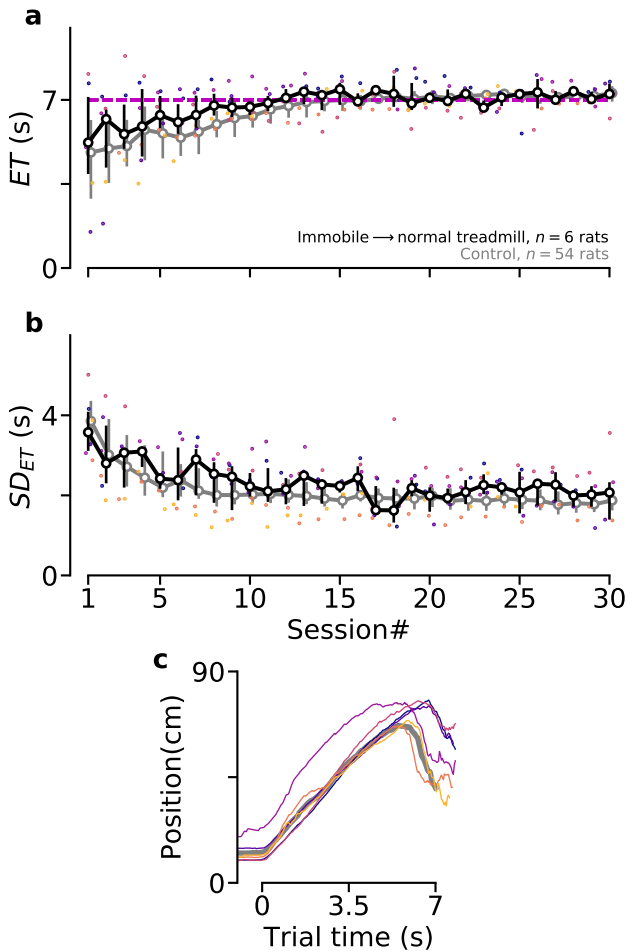 a
ET (s)
7
0
Immobile ⟶ normal treadmill, n = 6 rats
Control, n = 54 rats
b
SD_ET (s)
4
0
1 5 10 15 20 25 30
Session#
c
Position(cm)
90
0
0 3.5 7
Trial time (s)